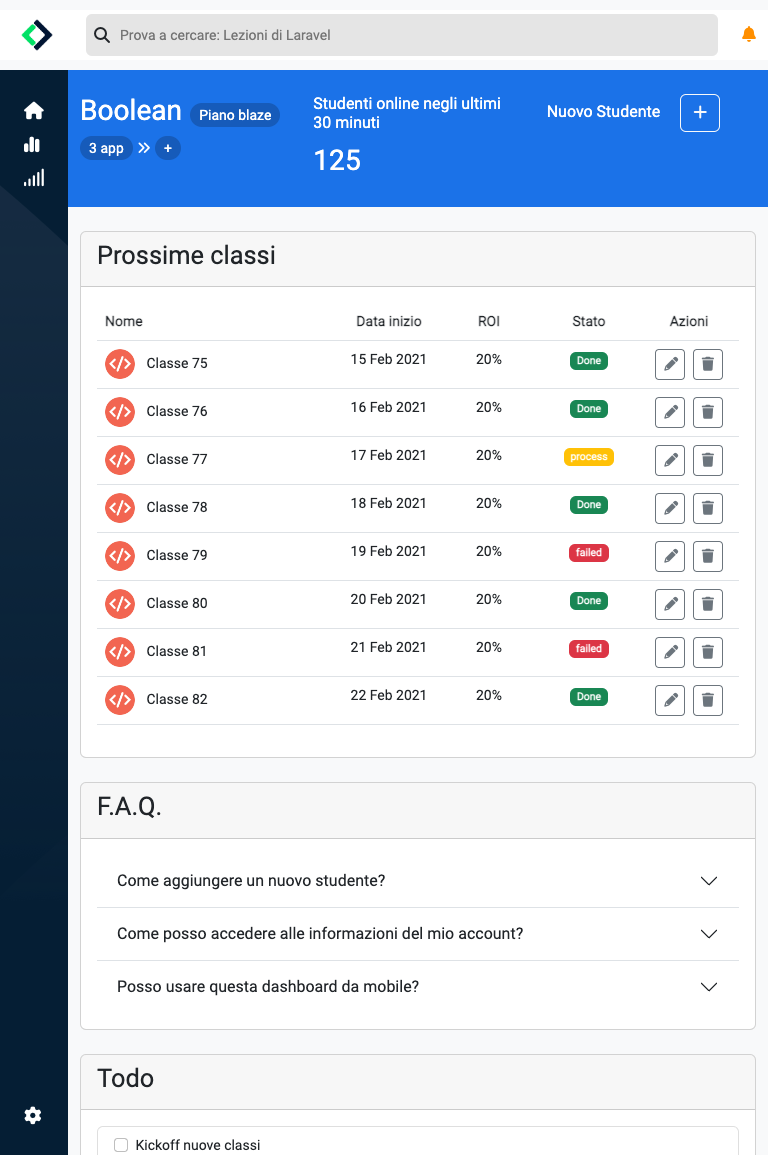 Prova a cercare: Lezioni di Laravel
Boolean Piano blaze
3 app +
Studenti online negli ultimi
30 minuti
125
Nuovo Studente +
Prossime classi
Nome Data inizio ROI Stato Azioni
Classe 75 15 Feb 2021 20% Done
Classe 76 16 Feb 2021 20% Done
Classe 77 17 Feb 2021 20% process
Classe 78 18 Feb 2021 20% Done
Classe 79 19 Feb 2021 20% failed
Classe 80 20 Feb 2021 20% Done
Classe 81 21 Feb 2021 20% failed
Classe 82 22 Feb 2021 20% Done
F.A.Q.
Come aggiungere un nuovo studente?
Come posso accedere alle informazioni del mio account?
Posso usare questa dashboard da mobile?
Todo
Kickoff nuove classi